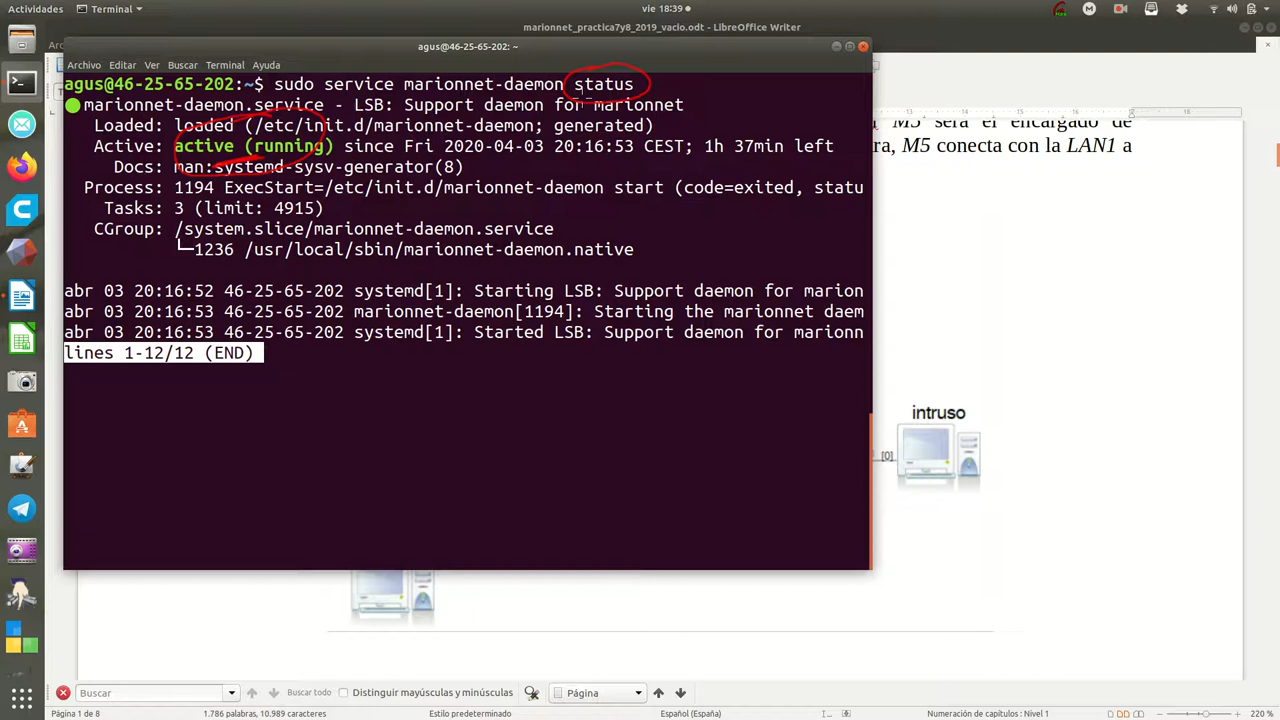 Actividades
Terminal
vie 18:39
marionnet_practica7y8_2019_vacio.odt - LibreOffice Writer
agus@46-25-65-202: ~
Archivo Editar Ver Buscar Terminal Ayuda
agus@46-25-65-202:~$ sudo service marionnet-daemon status
marionnet-daemon.service - LSB: Support daemon for marionnet
Loaded: loaded (/etc/init.d/marionnet-daemon; generated)
Active: active (running) since Fri 2020-04-03 20:16:53 CEST; 1h 37min left
Docs: man:systemd-sysv-generator(8)
Process: 1194 ExecStart=/etc/init.d/marionnet-daemon start (code=exited, statu
Tasks: 3 (limit: 4915)
CGroup: /system.slice/marionnet-daemon.service
└─1236 /usr/local/sbin/marionnet-daemon.native
abr 03 20:16:52 46-25-65-202 systemd[1]: Starting LSB: Support daemon for marion
abr 03 20:16:53 46-25-65-202 marionnet-daemon[1194]: Starting the marionnet daem
abr 03 20:16:53 46-25-65-202 systemd[1]: Started LSB: Support daemon for marionn
lines 1-12/12 (END)
13 14 15 16 17 18
M5 será el encargado de
ra, M5 conecta con la LAN1 a
intruso
[0]
Buscar
Buscar todo
Distinguir mayúsculas y minúsculas
Página
Página 1 de 8
1.786 palabras, 10.989 caracteres
Estilo predeterminado
Español (España)
Numeración de capítulos : Nivel 1
220 %